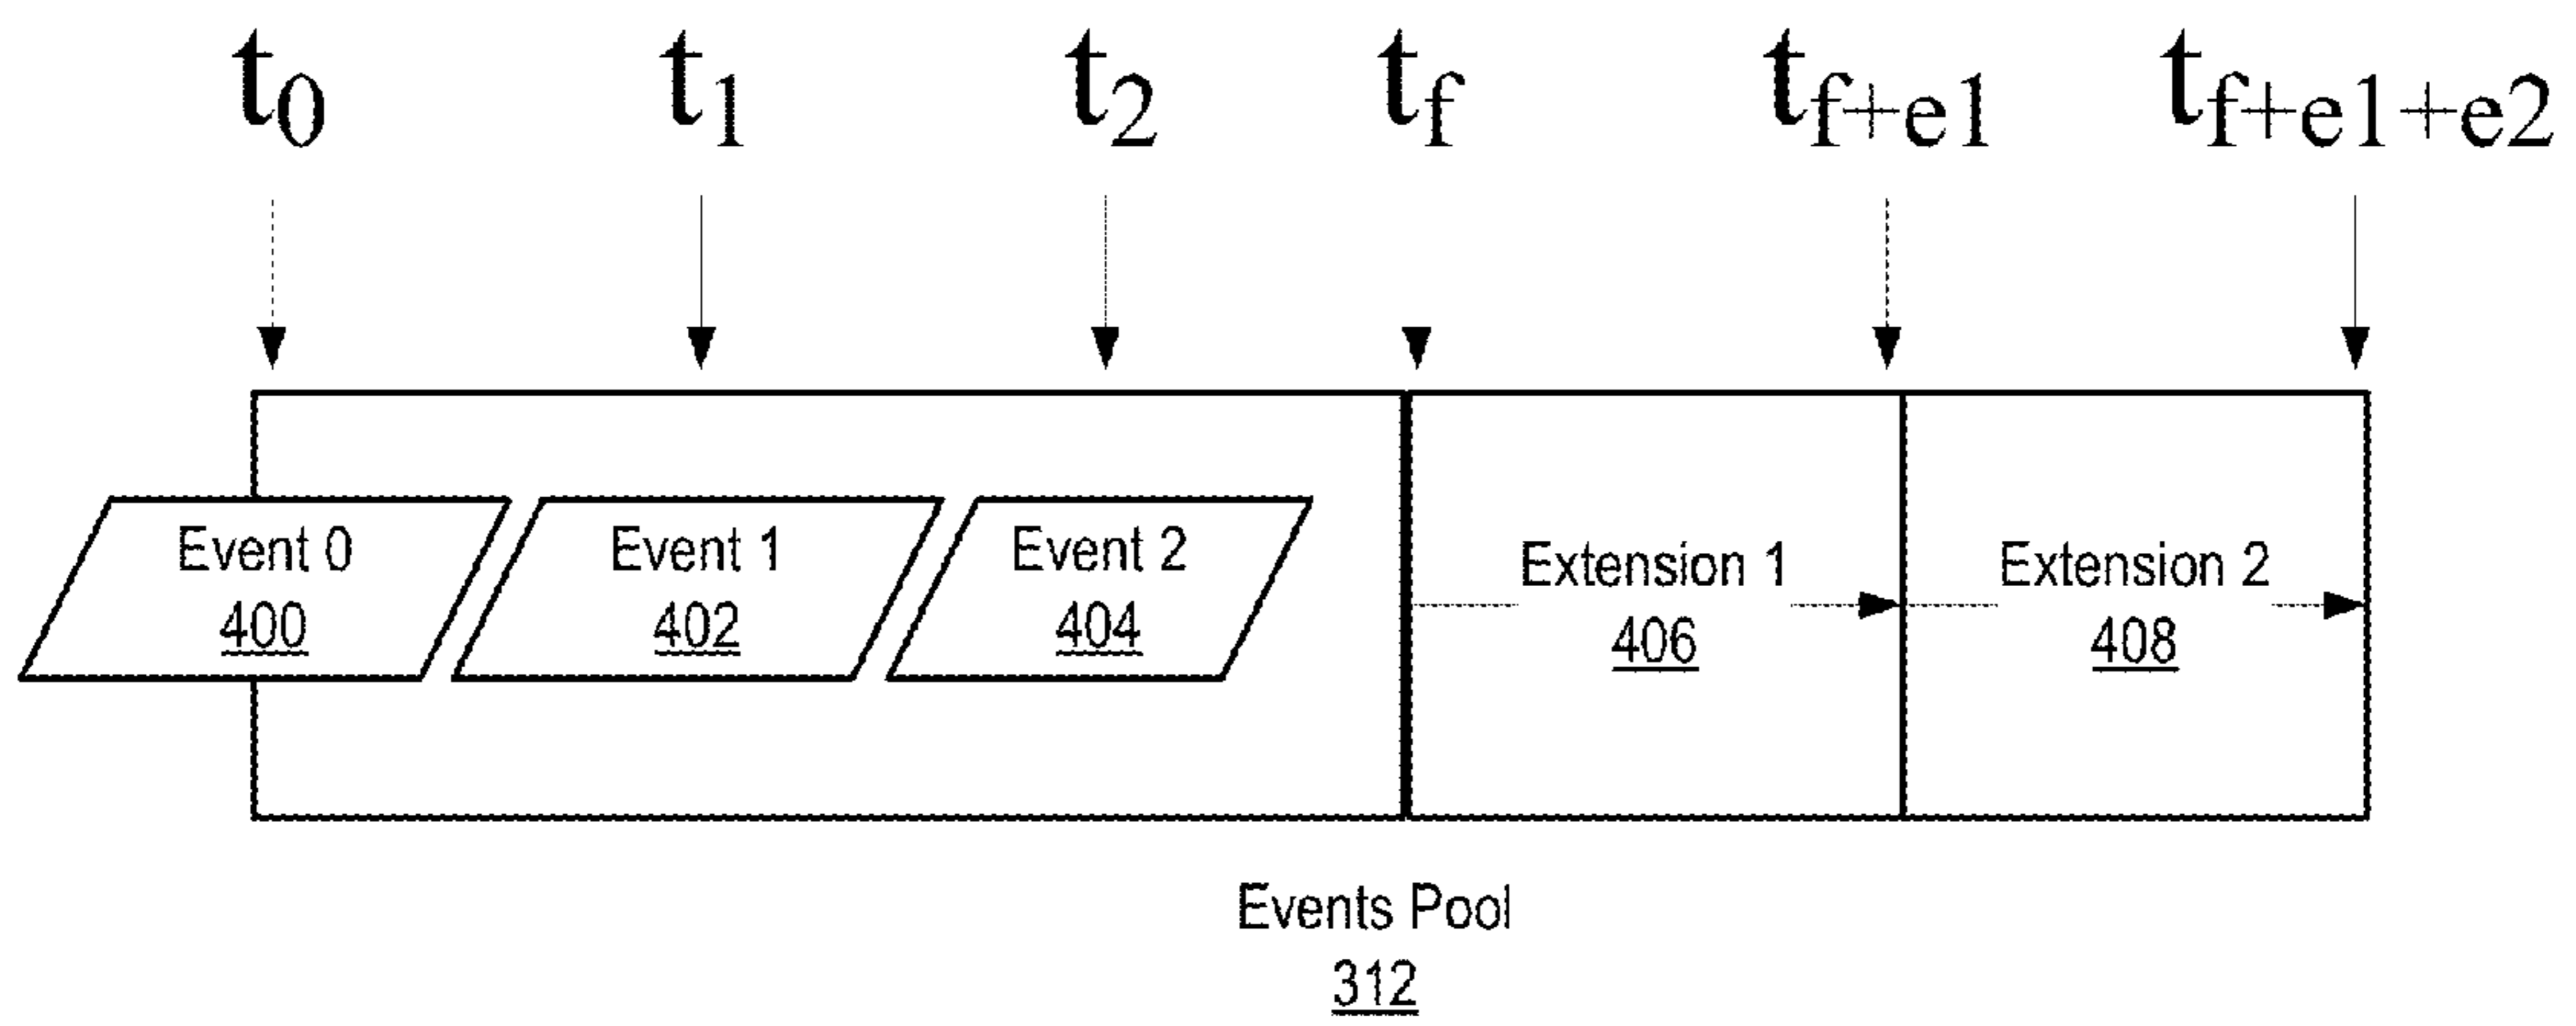 t0 t1 t2 tf tf+e1 tf+e1+e2
Event 0
400
Event 1
402
Event 2
404
Extension 1
406
Extension 2
408
Events Pool
312